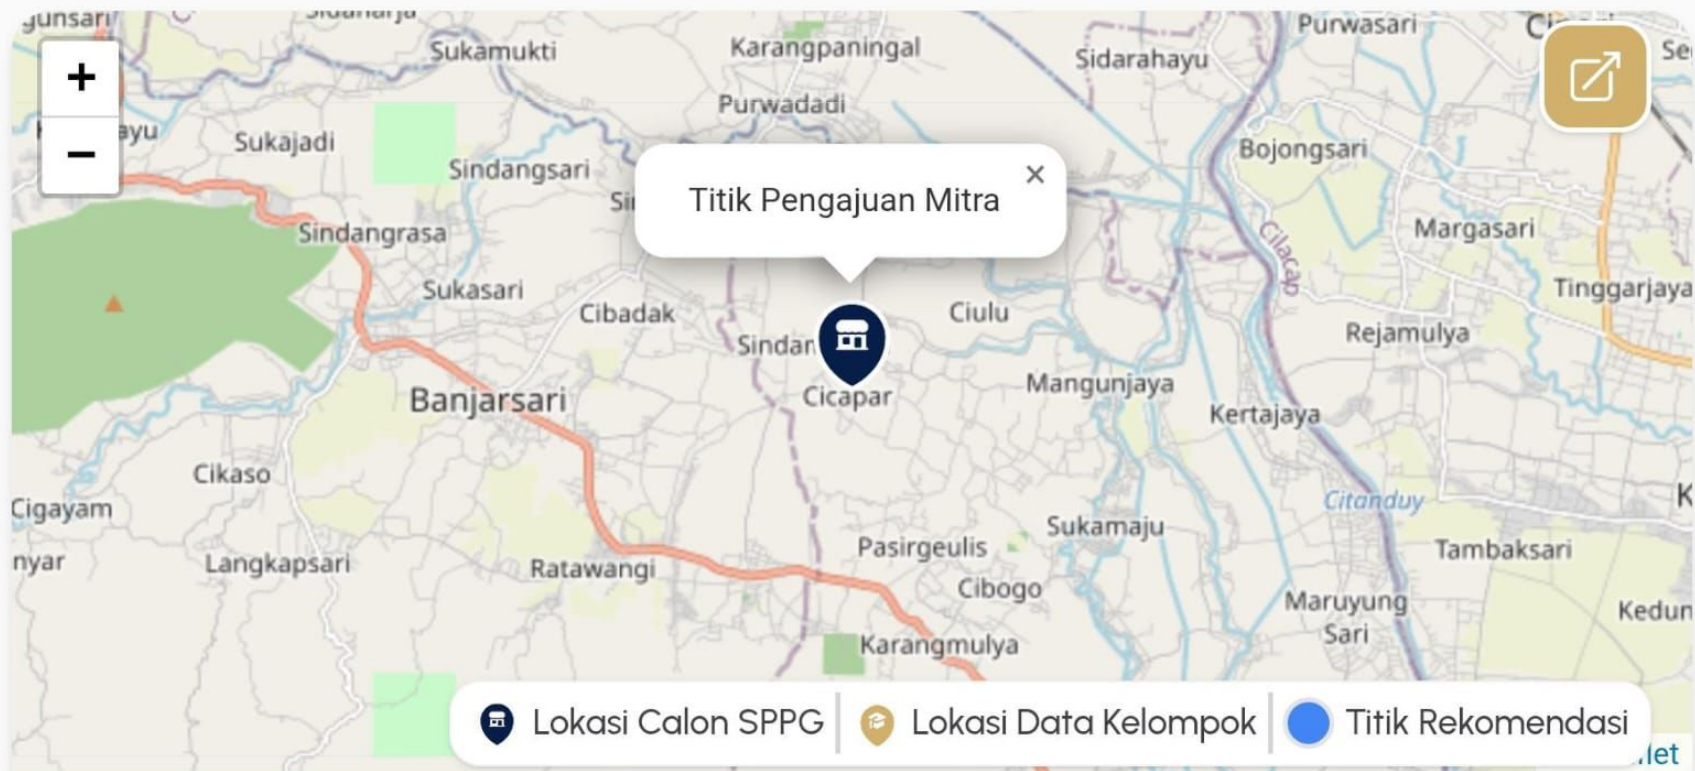 Sukamukti
Karangpaningal
Purwasari
Sidarahayu
Purwadadi
+
−
Sukajadi
Sindangsari
Bojongsari
Titik Pengajuan Mitra
×
Sindangrasa
Margasari
Cilacap
Sukasari
Cibadak
Ciulu
Tinggarjaya
Rejamulya
Cicapar
Mangunjaya
Banjarsari
Kertajaya
Cikaso
Cigayam
Citanduy
Sukamaju
Pasirgeulis
Tambaksari
nyar
Langkapsari
Ratawangi
Cibogo
Maruyung
Sari
Karangmulya
Lokasi Calon SPPG
Lokasi Data Kelompok
Titik Rekomendasi